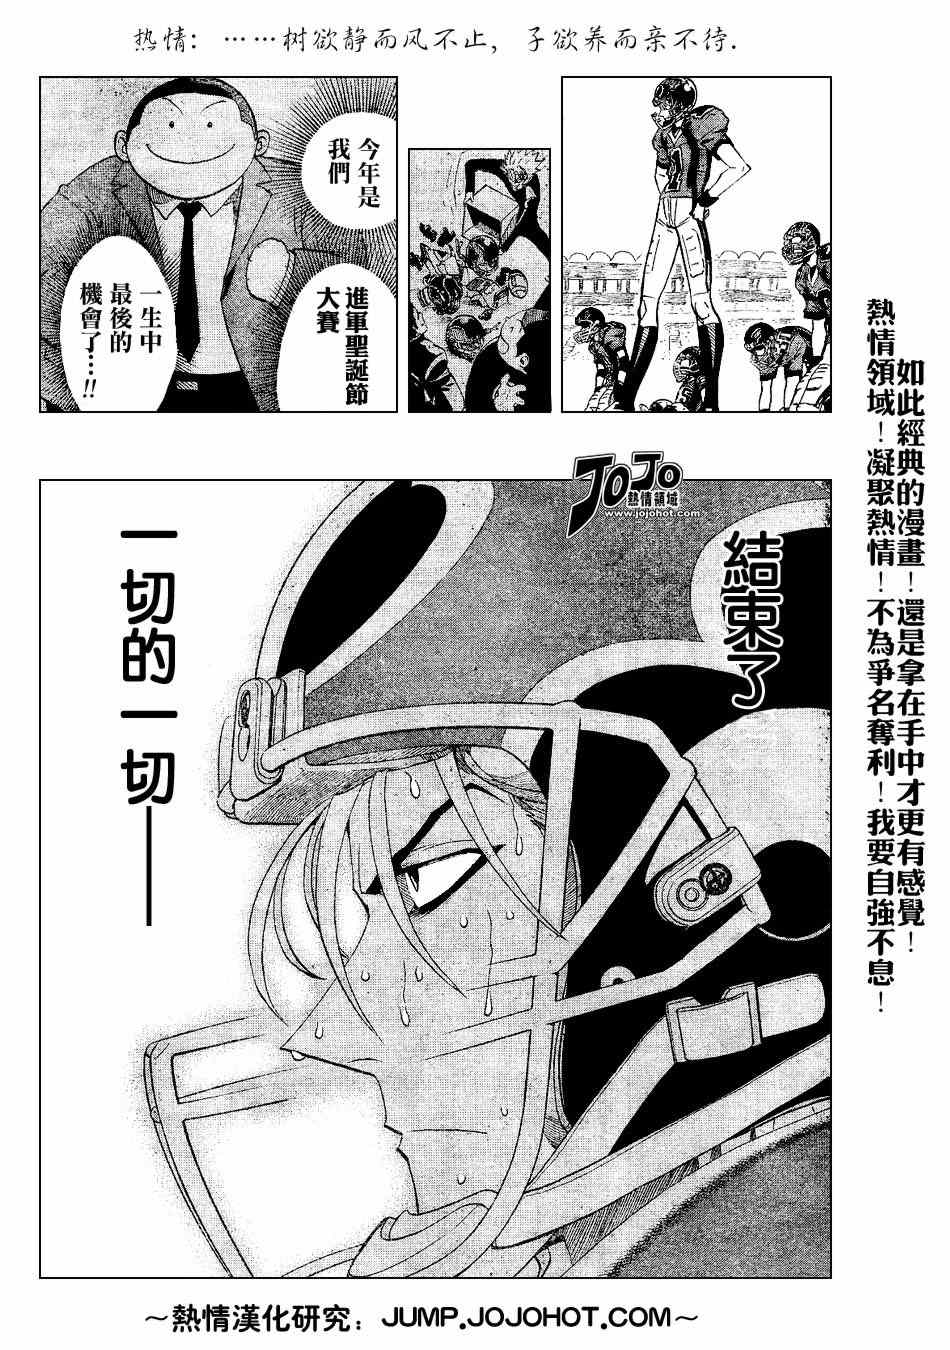 热情: ……树欲静而风不止, 子欲养而亲不待.
今年是
我們
進軍聖誕節
大賽
一生中
最後的
機會了…!!
JOJO
熱情領域
www.jojohot.com
結束了
一切的一切——
如此經典的漫畫!還是拿在手中才更有感覺!
熱情領域!凝聚熱情!不為爭名奪利!我要自強不息!
～熱情漢化研究: JUMP.JOJOHOT.COM～